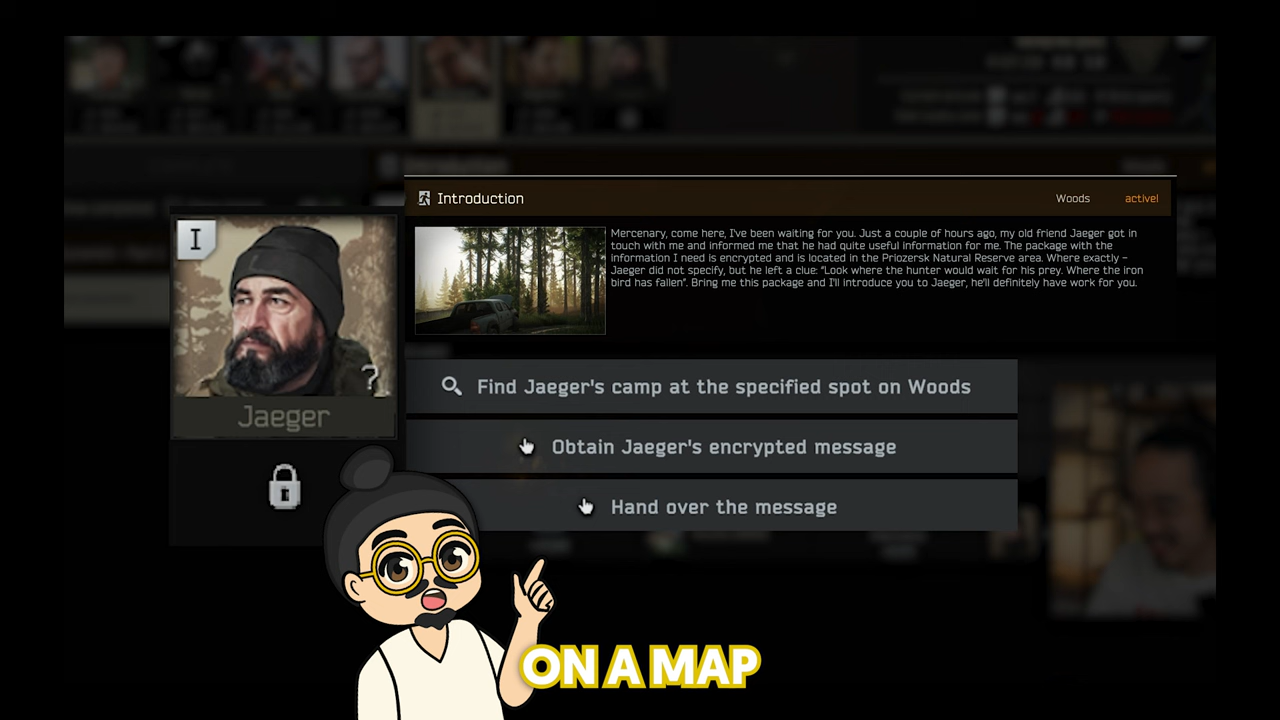 Introduction
Woods
active!
I
Mercenary, come here, I've been waiting for you. Just a couple of hours ago, my old friend Jaeger got in
touch with me and informed me that he had quite useful information for me. The package with the
information I need is encrypted and is located in the Priozersk Natural Reserve area. Where exactly –
Jaeger did not specify, but he left a clue: "Look where the hunter would wait for his prey. Where the iron
bird has fallen". Bring me this package and I'll introduce you to Jaeger, he'll definitely have work for you.
?
Jaeger
Find Jaeger's camp at the specified spot on Woods
Obtain Jaeger's encrypted message
Hand over the message
ON A MAP